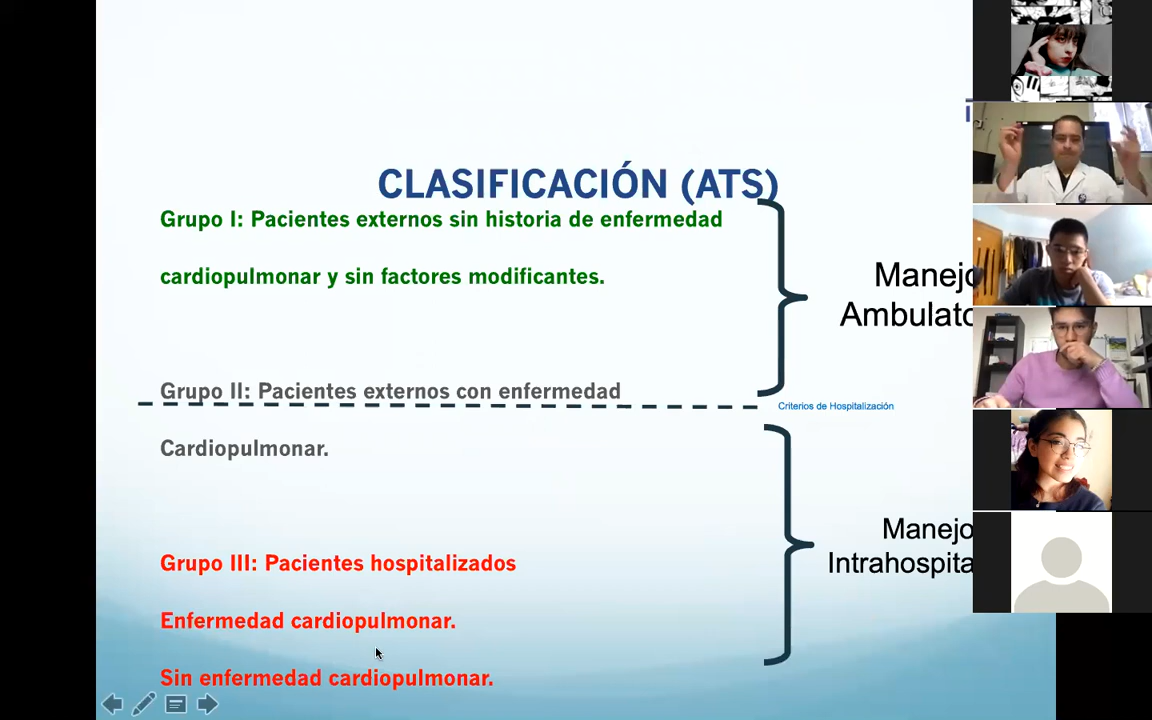 CLASIFICACIÓN (ATS)
Grupo I: Pacientes externos sin historia de enfermedad
cardiopulmonar y sin factores modificantes.
Manejo
Ambulato
Grupo II: Pacientes externos con enfermedad
Criterios de Hospitalización
Cardiopulmonar.
Manejo
Intrahospita
Grupo III: Pacientes hospitalizados
Enfermedad cardiopulmonar.
Sin enfermedad cardiopulmonar.